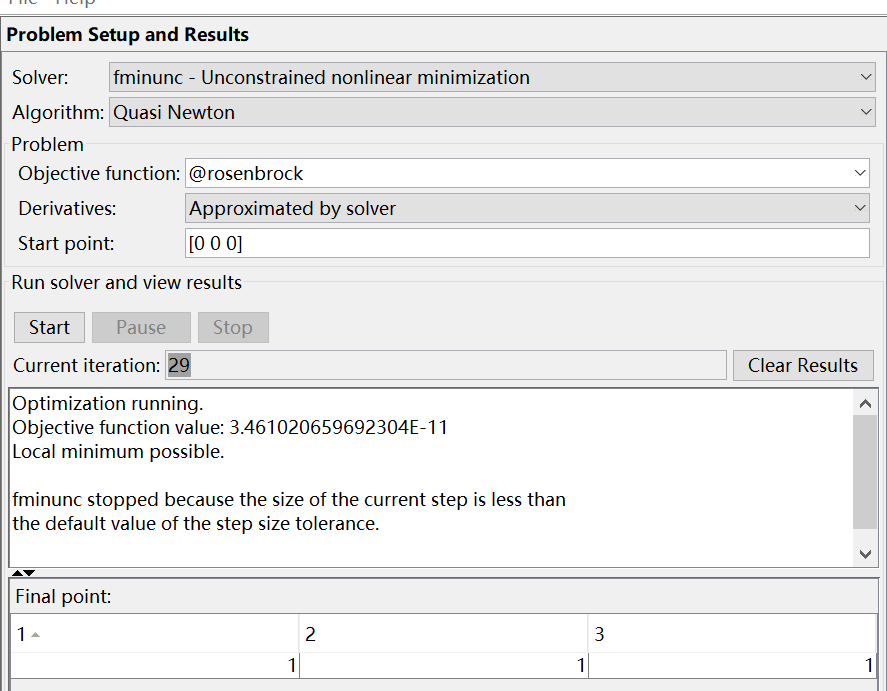 File Help
Problem Setup and Results
Solver: fminunc - Unconstrained nonlinear minimization
Algorithm: Quasi Newton
Problem
Objective function: @rosenbrock
Derivatives: Approximated by solver
Start point: [0 0 0]
Run solver and view results
Start Pause Stop
Current iteration: 29 Clear Results
Optimization running.
Objective function value: 3.461020659692304E-11
Local minimum possible.
fminunc stopped because the size of the current step is less than
the default value of the step size tolerance.
Final point:
1 2 3
1 1 1